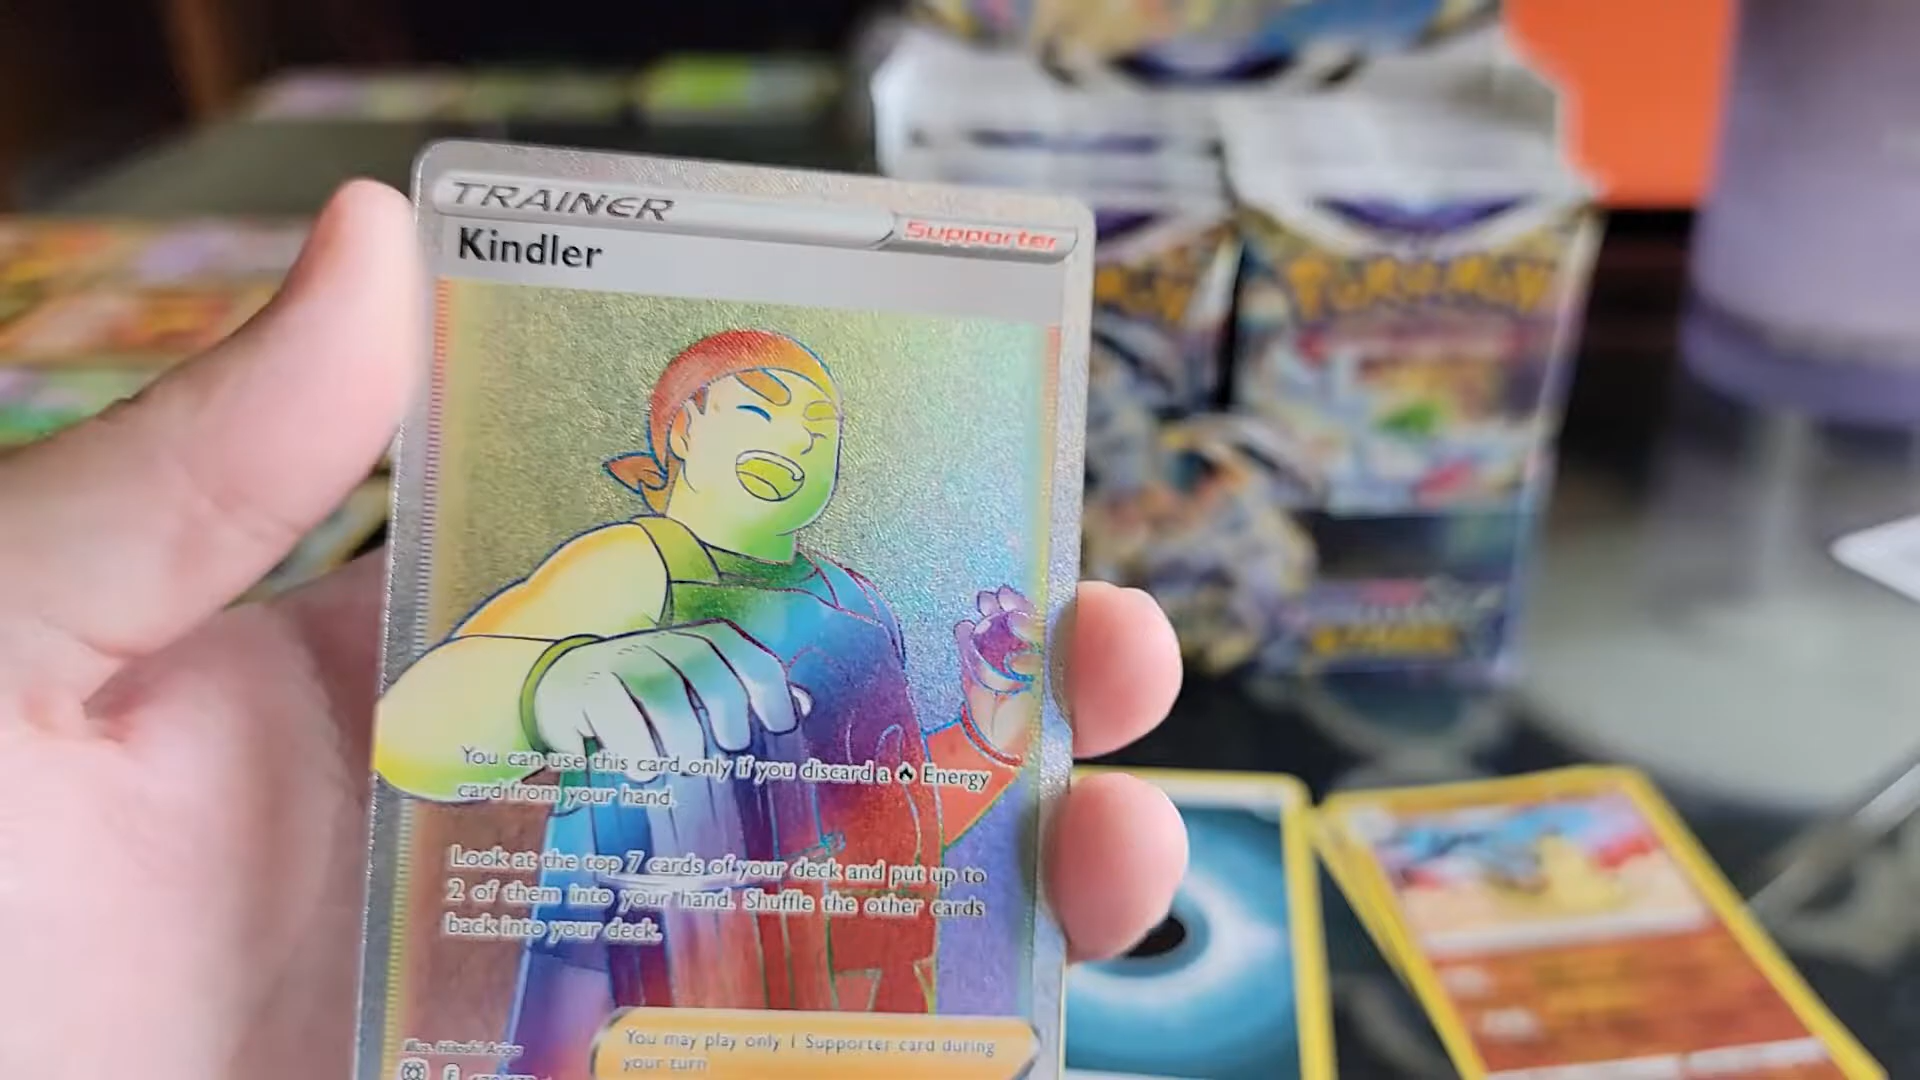 TRAINER
Supporter
Kindler
You can use this card only if you discard a Energy
card from your hand.
Look at the top 7 cards of your deck and put up to
2 of them into your hand. Shuffle the other cards
back into your deck.
Illus. Hitoshi Ariga
You may play only 1 Supporter card during
your turn
POKéMON